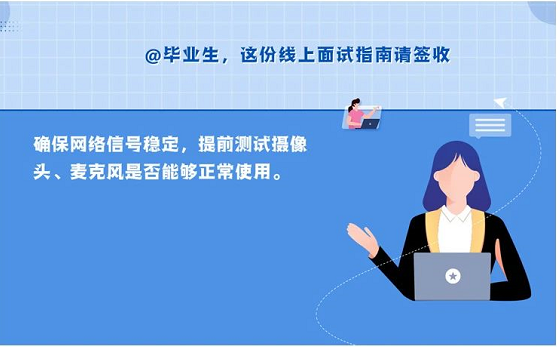 @毕业生，这份线上面试指南请签收
确保网络信号稳定，提前测试摄像
头、麦克风是否能够正常使用。